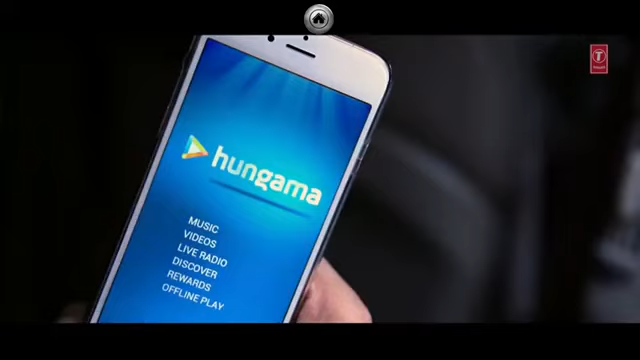 hungama
MUSIC
VIDEOS
LIVE RADIO
DISCOVER
REWARDS
OFFLINE PLAY